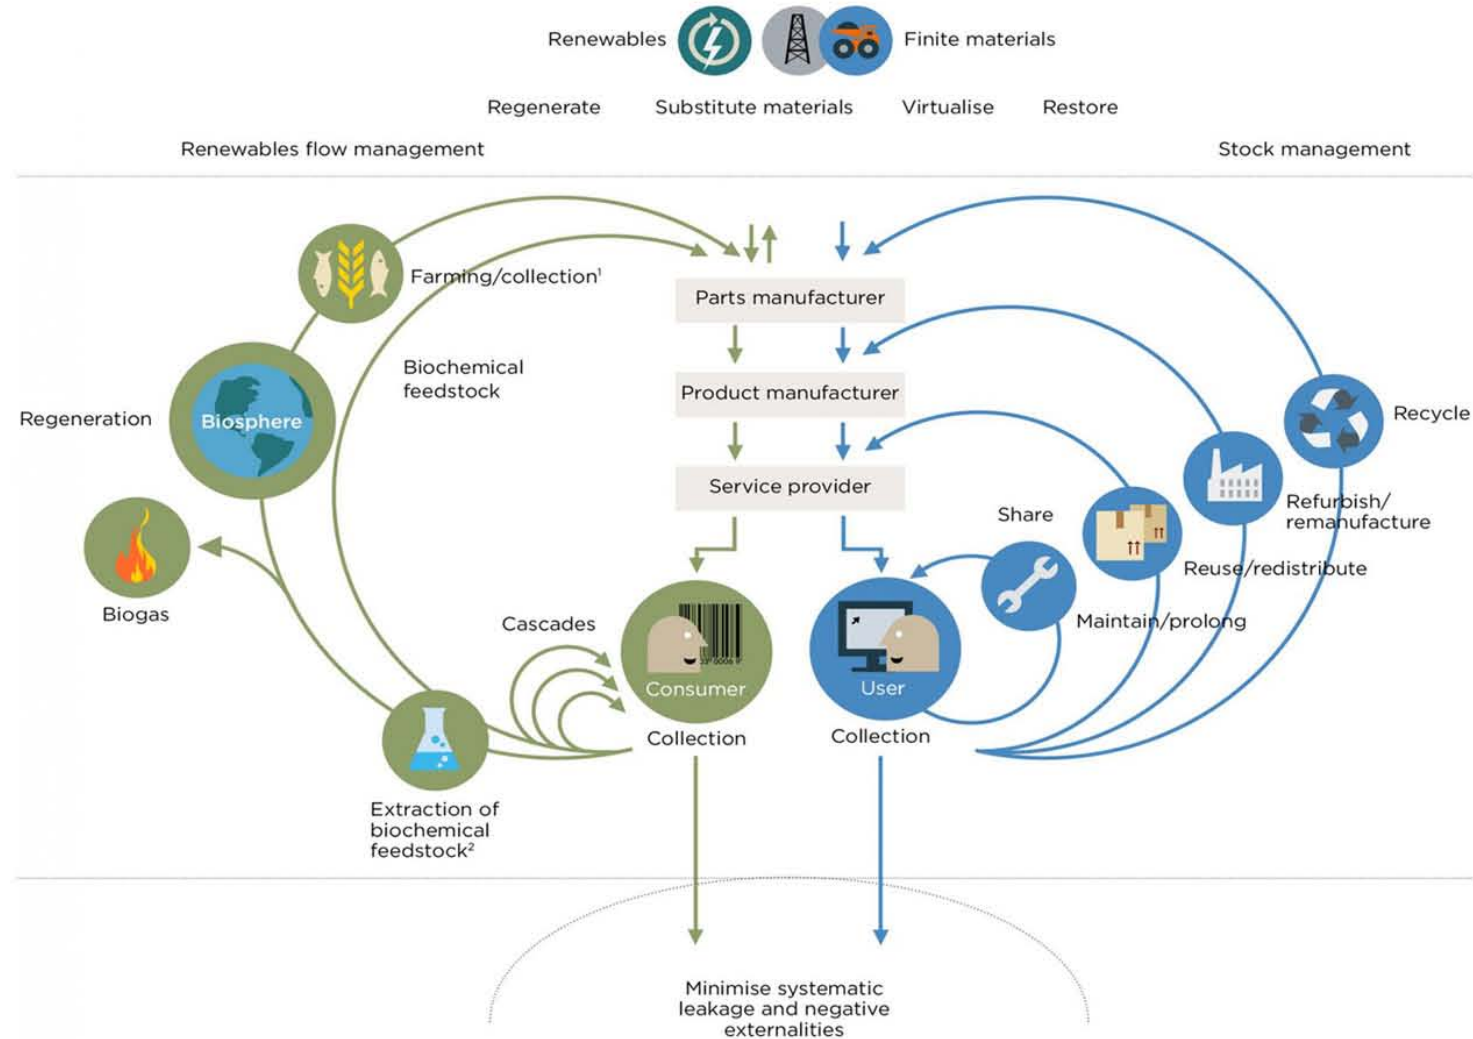 Renewables
Finite materials
Regenerate
Substitute materials
Virtualise
Restore
Renewables flow management
Stock management
Farming/collection¹
Parts manufacturer
Biochemical
feedstock
Product manufacturer
Regeneration
Biosphere
Recycle
Service provider
Share
Refurbish/
remanufacture
Reuse/redistribute
Biogas
Cascades
Maintain/prolong
Consumer
User
Collection
Collection
Extraction of
biochemical
feedstock²
Minimise systematic
leakage and negative
externalities